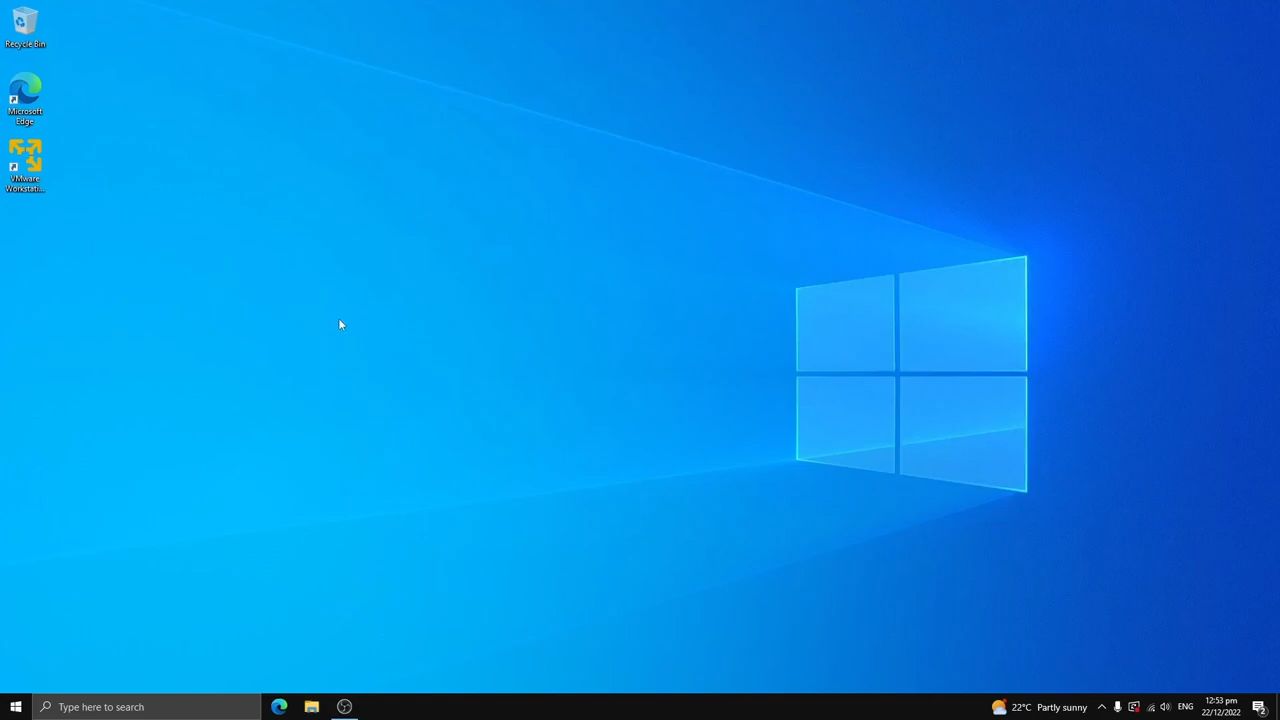 Recycle Bin
Microsoft
Edge
VMware
Workstati...
Type here to search
22°C Partly sunny
ENG
12:53 pm
22/12/2022
2